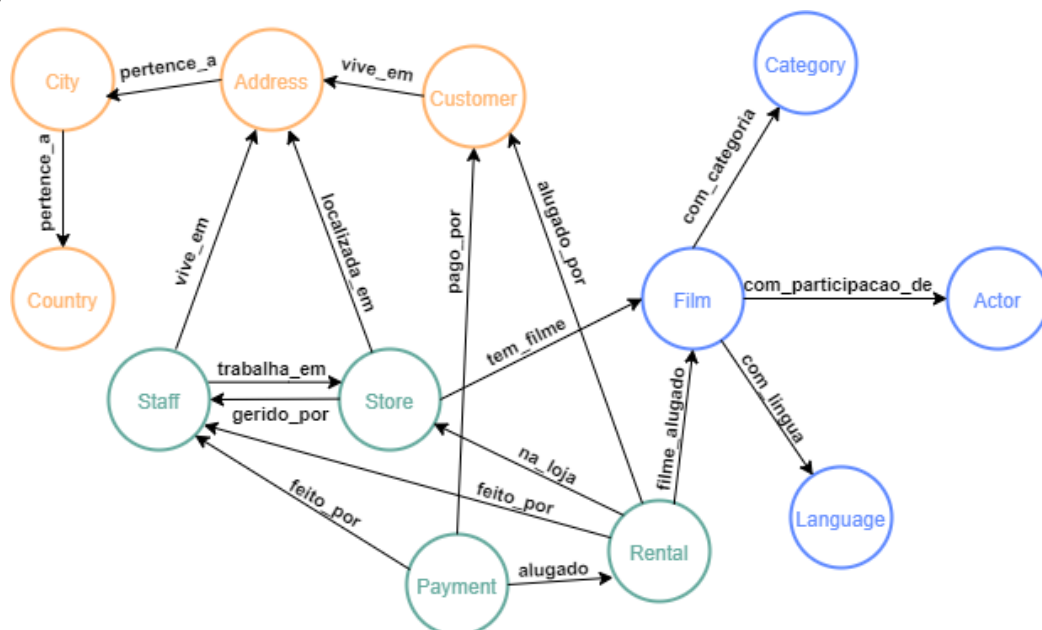 City
pertence_a
Address
vive_em
Customer
Category
pertence_a
Country
vive_em
localizada_em
pago_por
alugado_por
com_categoria
Film
com_participacao_de
Actor
tem_filme
Staff
trabalha_em
gerido_por
Store
com_lingua
filme_alugado
na_loja
feito_por
feito_por
Language
Payment
alugado
Rental